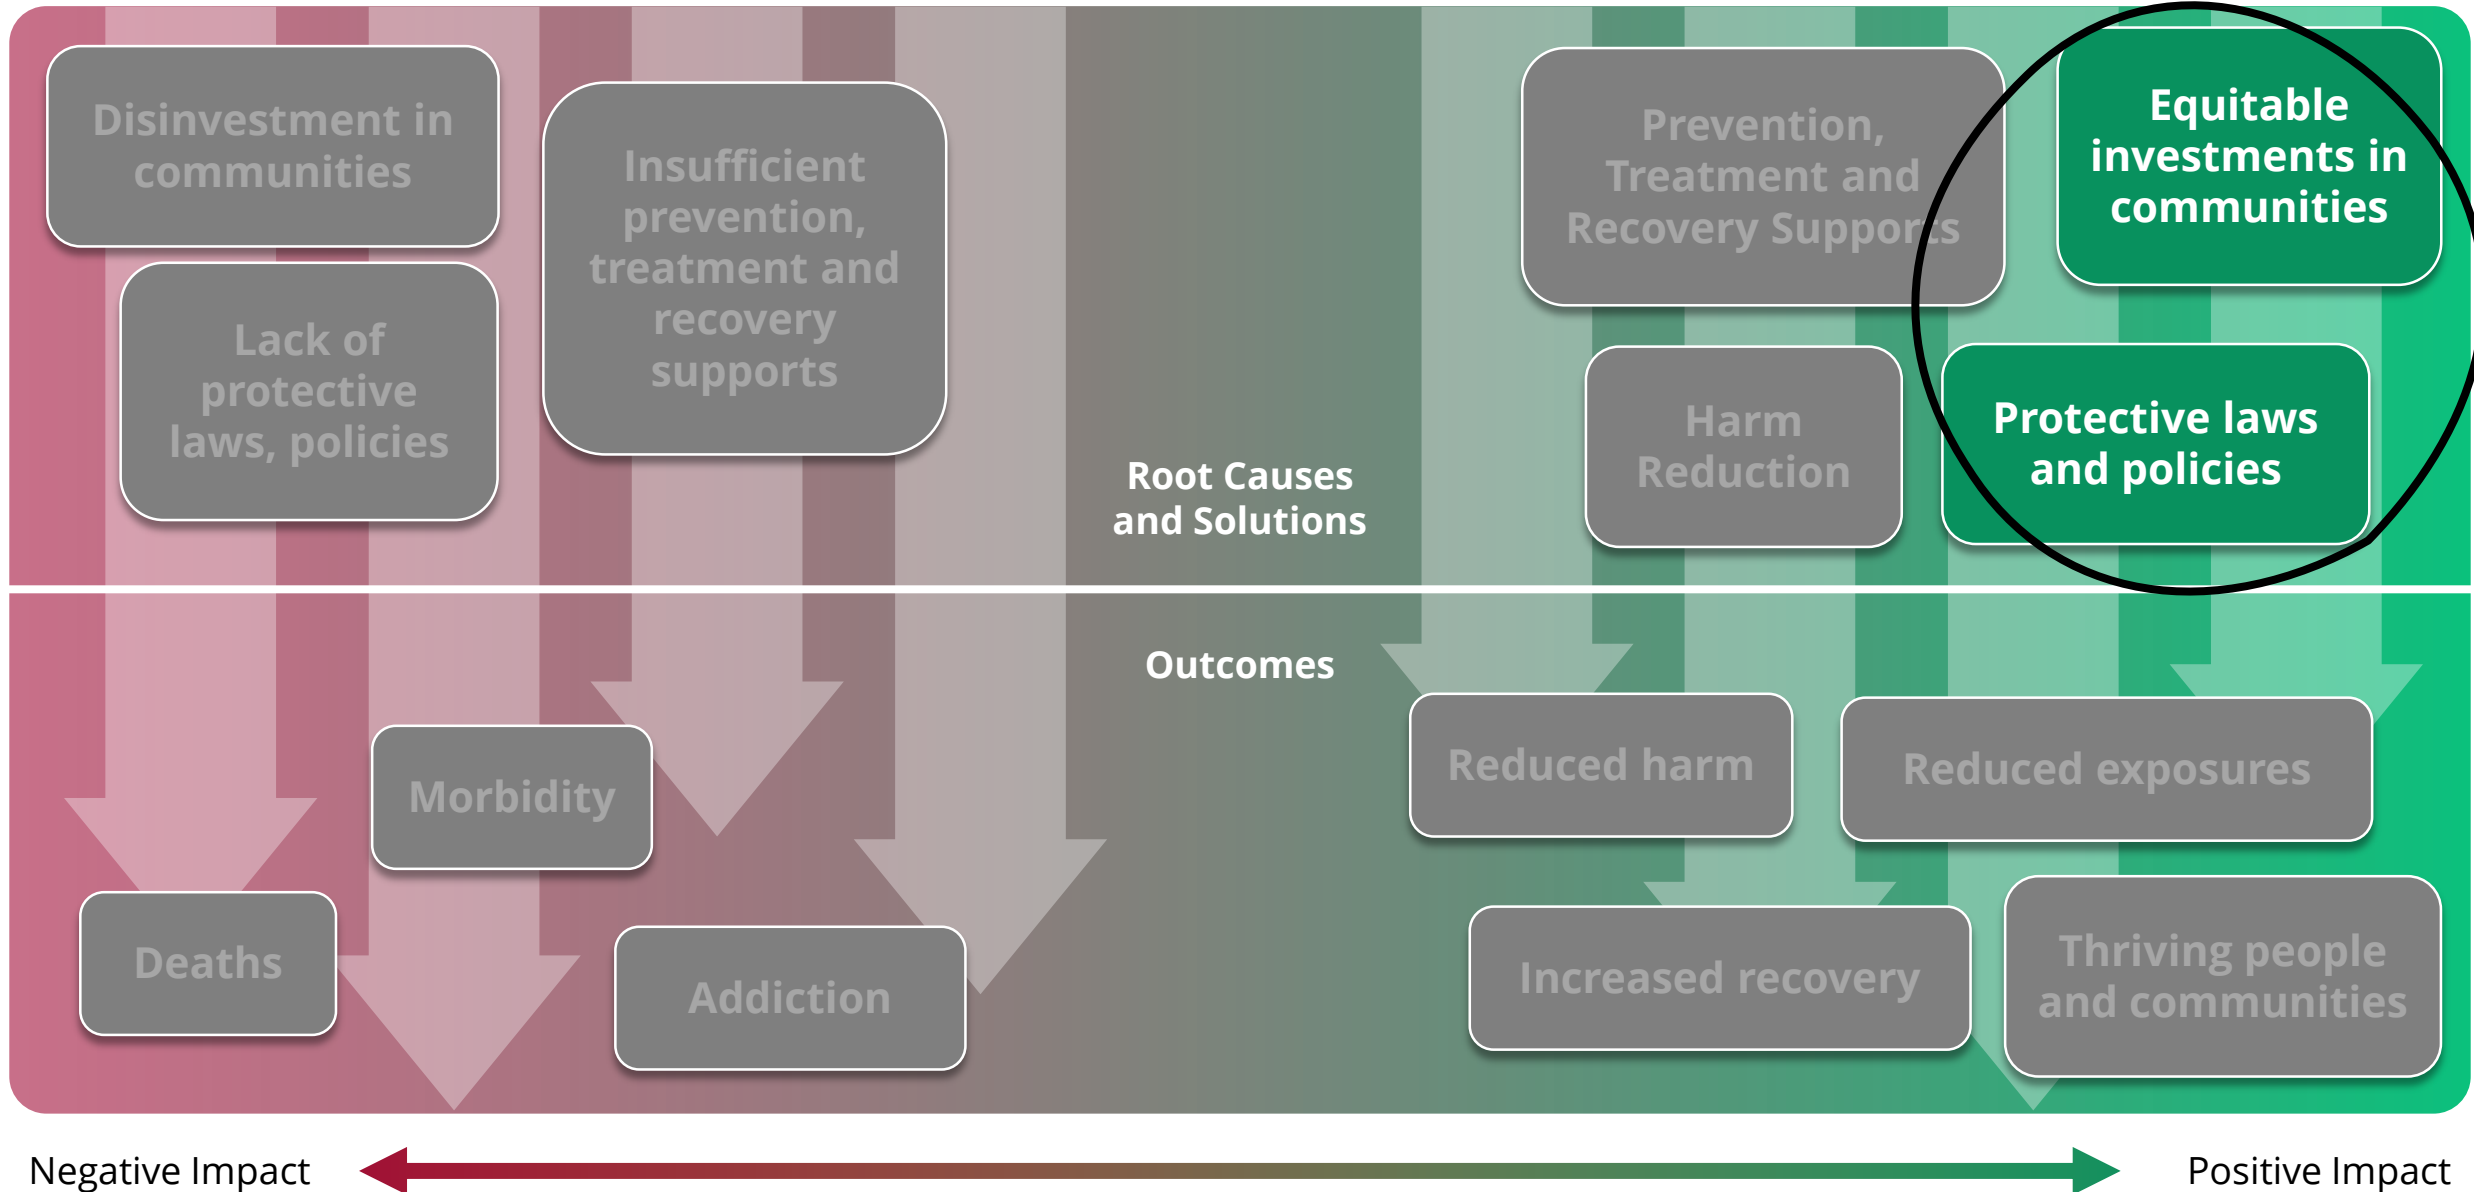 Disinvestment in
communities
Lack of
protective
laws, policies
Insufficient
prevention,
treatment and
recovery
supports
Root Causes
and Solutions
Prevention,
Treatment and
Recovery Supports
Equitable
investments in
communities
Harm
Reduction
Protective laws
and policies
Outcomes
Morbidity
Deaths
Addiction
Reduced harm
Reduced exposures
Increased recovery
Thriving people
and communities
Negative Impact
Positive Impact